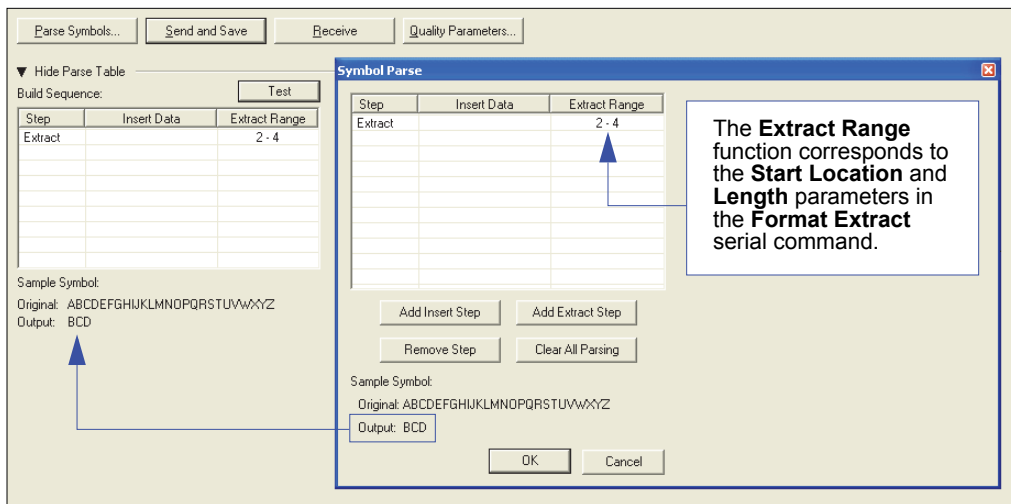 Parse Symbols... Send and Save Receive Quality Parameters...
Hide Parse Table
Build Sequence: Test
Step Insert Data Extract Range
Extract 2 - 4
Sample Symbol:
Original: ABCDEFGHIJKLMNOPQRSTUVWXYZ
Output: BCD
Symbol Parse
Step Insert Data Extract Range
Extract 2 - 4
Add Insert Step Add Extract Step
Remove Step Clear All Parsing
Sample Symbol:
Original: ABCDEFGHIJKLMNOPQRSTUVWXYZ
Output: BCD
OK Cancel
The Extract Range
function corresponds to
the Start Location and
Length parameters in
the Format Extract
serial command.